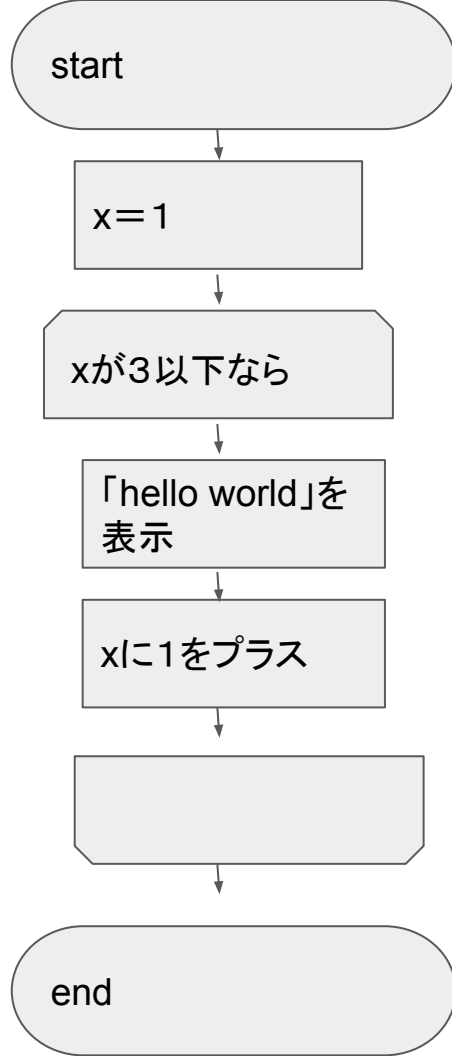 start
x＝１
xが３以下なら
「hello world」を
表示
xに１をプラス
end